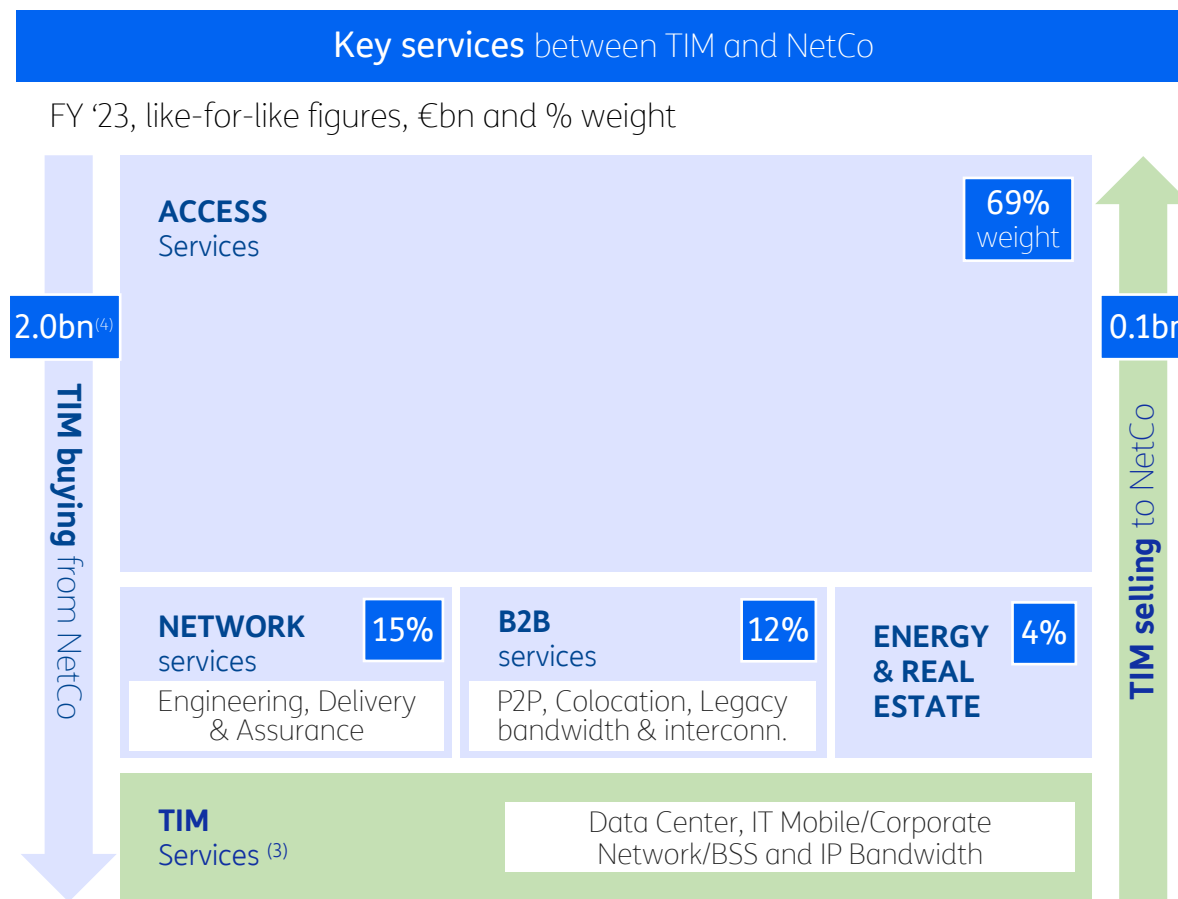 Key services between TIM and NetCo
FY ‘23, like-for-like figures, €bn and % weight
ACCESS
Services
69%
weight
2.0bn(4)
TIM buying from NetCo
0.1bn
TIM selling to NetCo
NETWORK
services
15%
Engineering, Delivery
& Assurance
B2B
services
12%
P2P, Colocation, Legacy
bandwidth & interconn.
ENERGY
& REAL
ESTATE
4%
TIM
Services (3)
Data Center, IT Mobile/Corporate
Network/BSS and IP Bandwidth